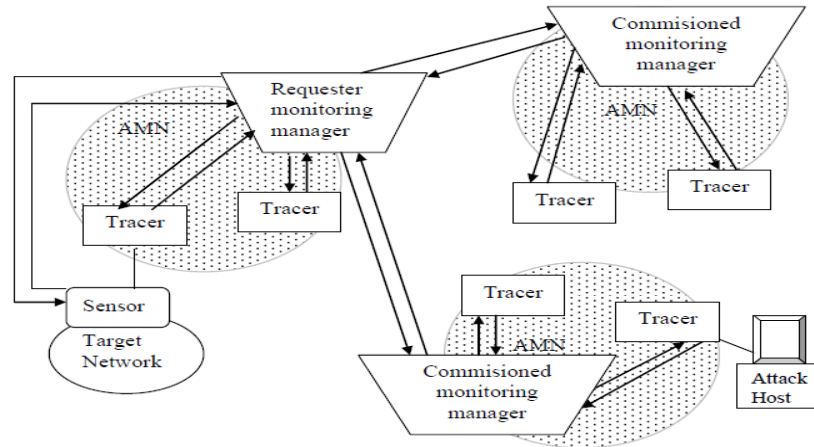 Commisioned
monitoring
manager
Requester
monitoring
manager
AMN
AMN
Tracer
Tracer
Tracer
Tracer
Sensor
Target
Network
Tracer
Tracer
AMN
Commisioned
monitoring
manager
Attack
Host